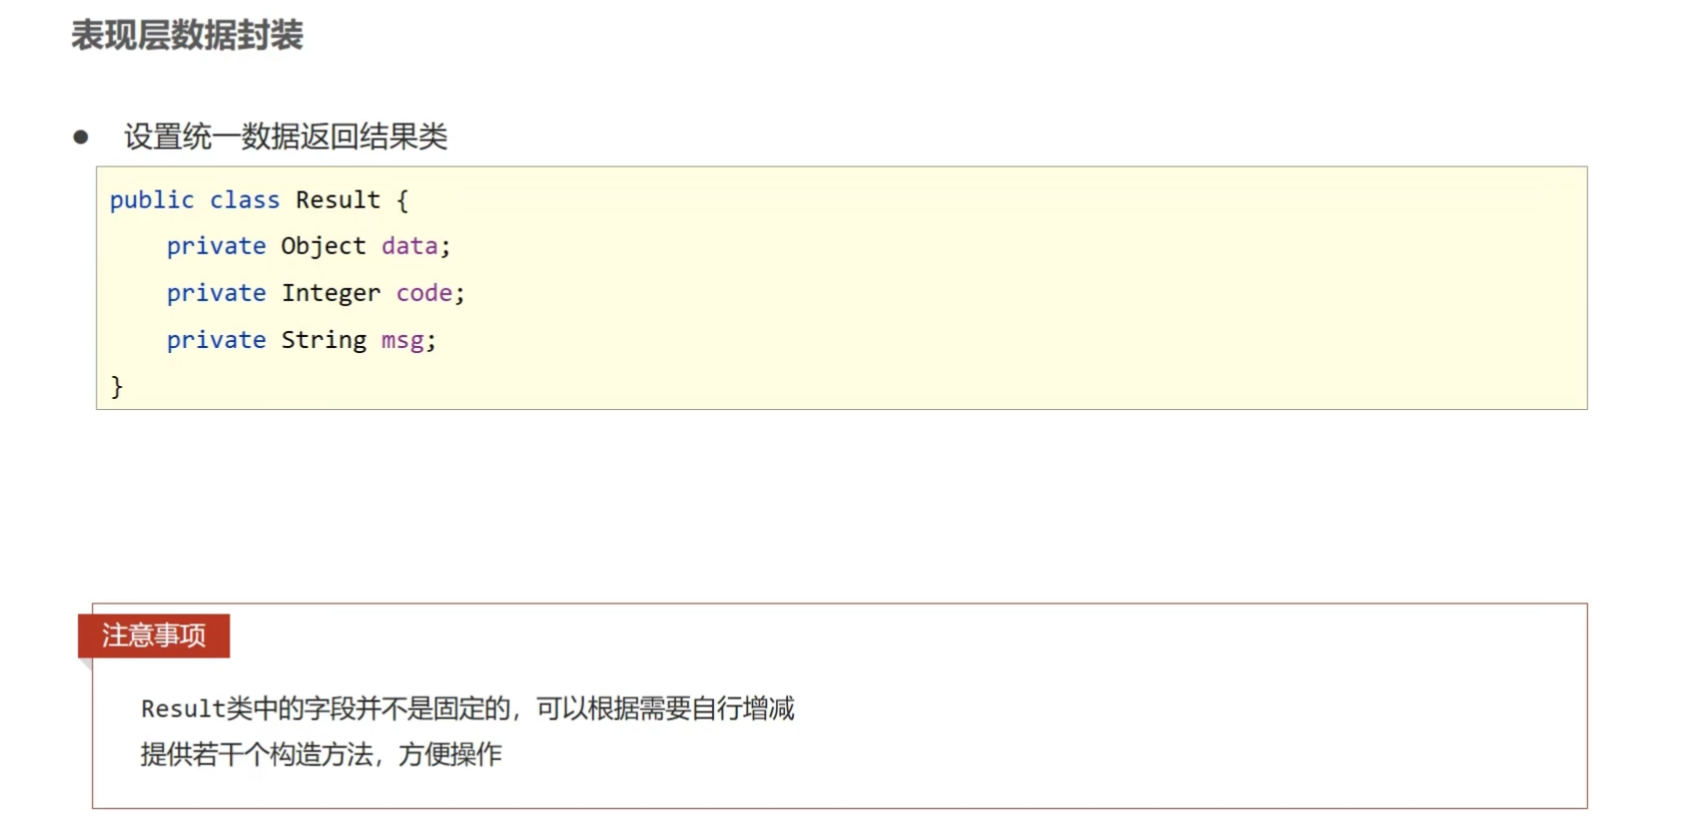 表现层数据封装
● 设置统一数据返回结果类
public class Result {
    private Object data;
    private Integer code;
    private String msg;
}
注意事项
Result类中的字段并不是固定的，可以根据需要自行增减
提供若干个构造方法，方便操作